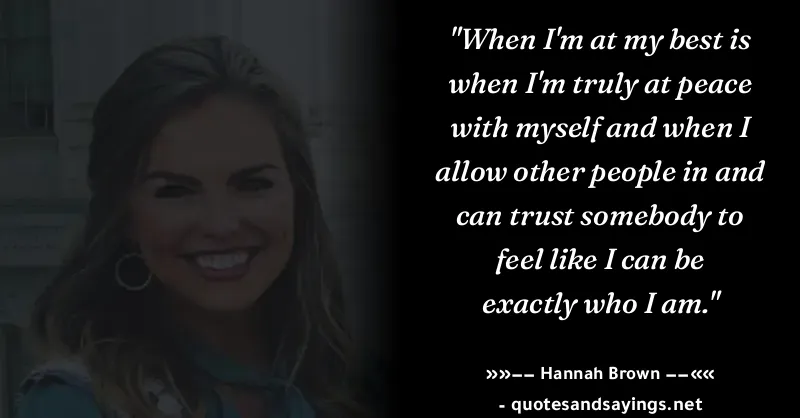 "When I'm at my best is
when I'm truly at peace
with myself and when I
allow other people in and
can trust somebody to
feel like I can be
exactly who I am."
»»−− Hannah Brown −−««
- quotesandsayings.net